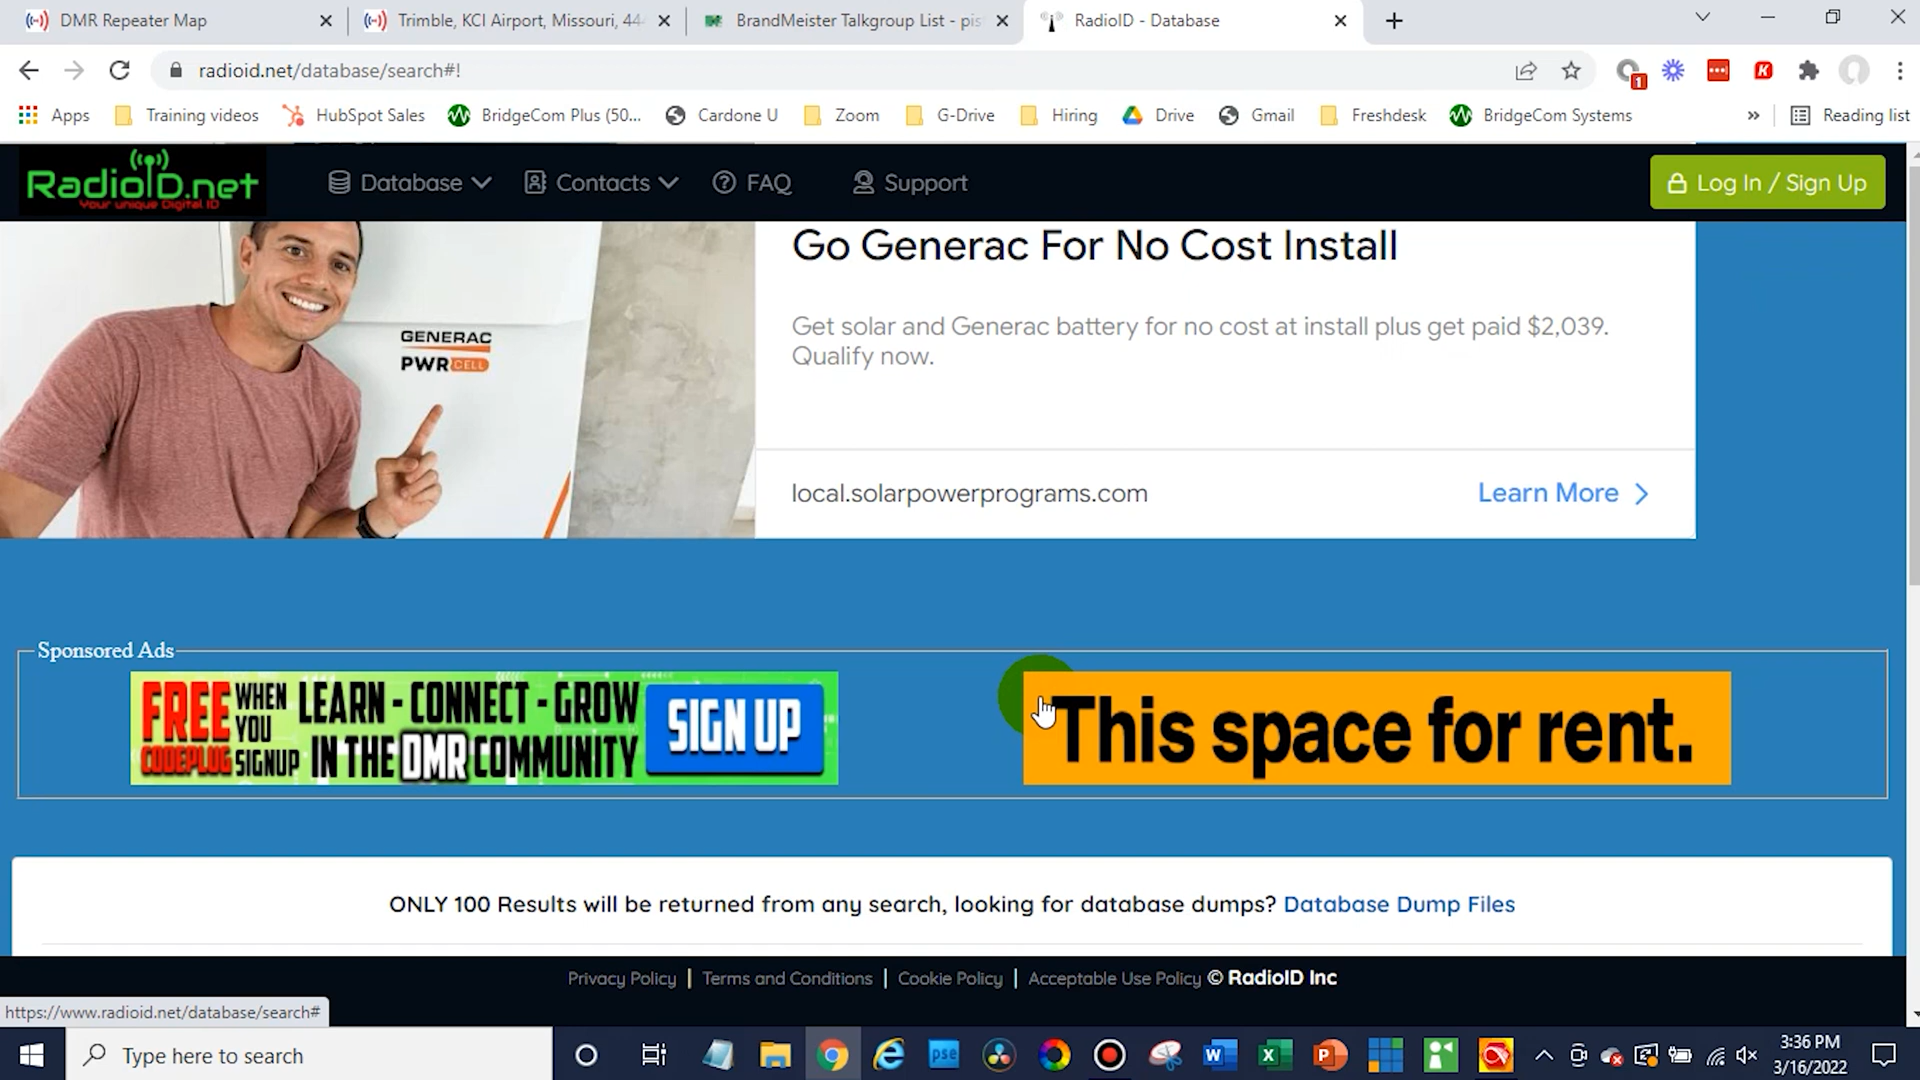 DMR Repeater Map
Trimble, KCI Airport, Missouri, 444
BrandMeister Talkgroup List - pis
RadioID - Database
radioid.net/database/search#!
1
K
Apps
Training videos
HubSpot Sales
BridgeCom Plus (50...
Cardone U
Zoom
G-Drive
Hiring
Drive
Gmail
Freshdesk
BridgeCom Systems
»
Reading list
RadioID.net
Your unique Digital ID
Database
Contacts
FAQ
Support
Log In / Sign Up
GENERAC
PWRCELL
Go Generac For No Cost Install
Get solar and Generac battery for no cost at install plus get paid $2,039.
Qualify now.
local.solarpowerprograms.com
Learn More
Sponsored Ads
FREE WHEN YOU SIGNUP CODEPLUG
LEARN - CONNECT - GROW
IN THE DMR COMMUNITY
SIGN UP
This space for rent.
ONLY 100 Results will be returned from any search, looking for database dumps? Database Dump Files
Privacy Policy | Terms and Conditions | Cookie Policy | Acceptable Use Policy © RadioID Inc
https://www.radioid.net/database/search#
Type here to search
pse
W
X
P
3:36 PM
3/16/2022